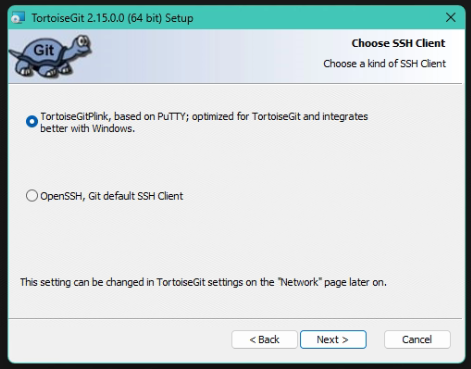 TortoiseGit 2.15.0.0 (64 bit) Setup
Git
Choose SSH Client
Choose a kind of SSH Client
TortoiseGitPlink, based on PuTTY; optimized for TortoiseGit and integrates
better with Windows.
OpenSSH, Git default SSH Client
This setting can be changed in TortoiseGit settings on the "Network" page later on.
< Back
Next >
Cancel